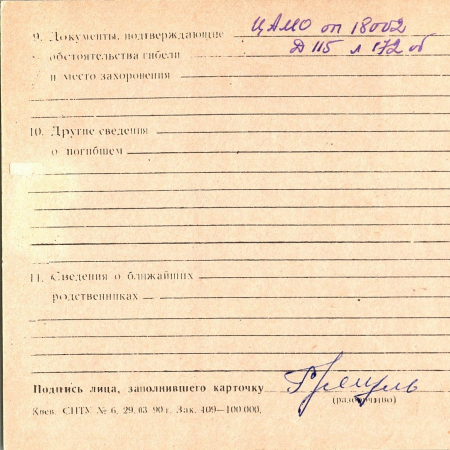 9. Документы, подтверждающие ЦАМО оп 18002
обстоятельства гибели Д 115 л 172 об
и место захоронения
10. Другие сведения
о погибшем
11. Сведения о ближайших
родственниках
Подпись лица, заполнившего карточку
(разборчиво)
Киев. СПТУ № 6. 29. 03. 90 г. Зак. 409—100 000.